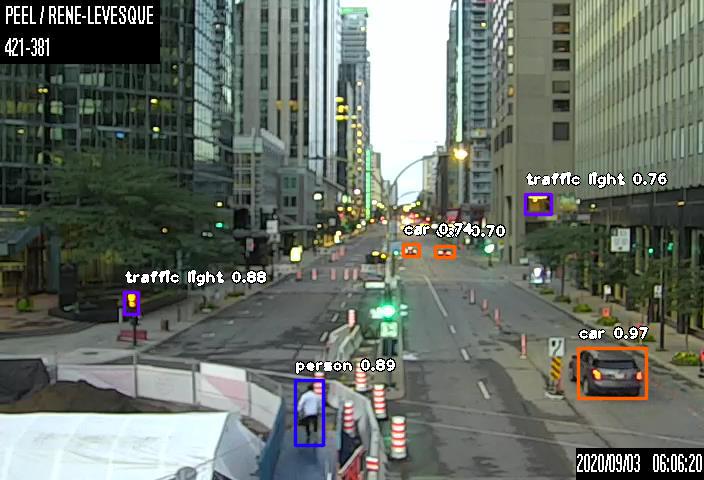 PEEL / RENE-LEVESQUE
421-381
traffic light 0.76
car 0.74
0.70
traffic light 0.88
car 0.97
person 0.89
2020/09/03 06:06:20